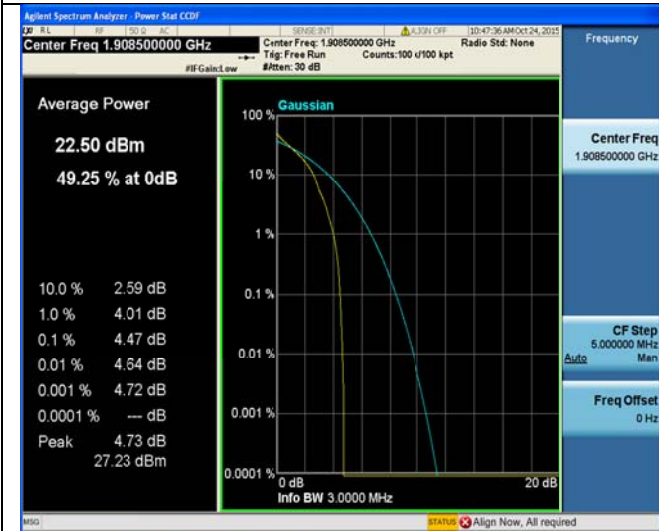 Agilent Spectrum Analyzer - Power Stat CCDF
RL RF 50 Ω AC SENSE:INT ALIGN OFF 10:47:36 AM Oct 24, 2015
Center Freq 1.908500000 GHz
Center Freq: 1.908500000 GHz Radio Std: None
Trig: Free Run Counts:100 k/100 kpt
#IFGain:Low #Atten: 30 dB
Frequency
Average Power
22.50 dBm
49.25 % at 0dB
10.0 % 2.59 dB
1.0 % 4.01 dB
0.1 % 4.47 dB
0.01 % 4.64 dB
0.001 % 4.72 dB
0.0001 % --- dB
Peak 4.73 dB
27.23 dBm
Gaussian
100 %
10 %
1 %
0.1 %
0.01 %
0.001 %
0.0001 %
0 dB 20 dB
Info BW 3.0000 MHz
Center Freq
1.908500000 GHz
CF Step
5.000000 MHz
Auto Man
Freq Offset
0 Hz
MSG STATUS Align Now, All required